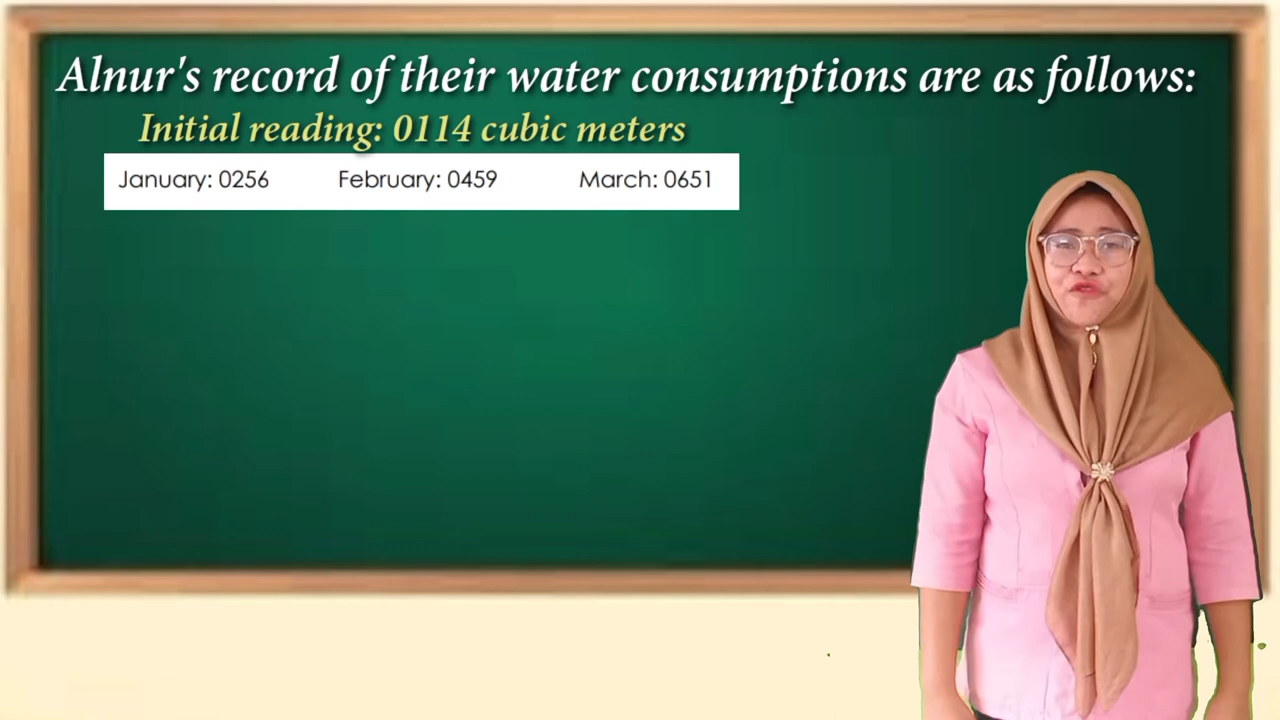 Alnur's record of their water consumptions are as follows:
Initial reading: 0114 cubic meters
January: 0256 February: 0459 March: 0651